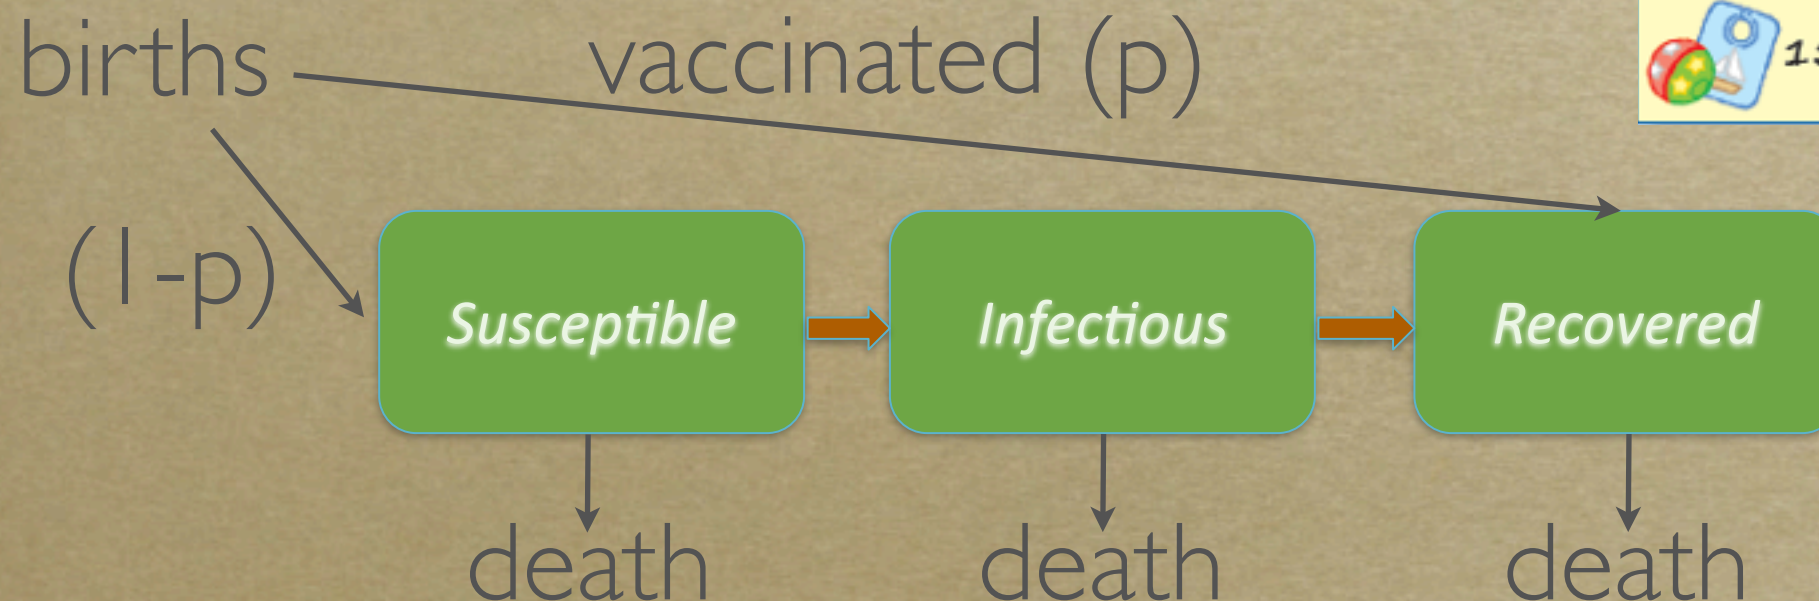 births
vaccinated (p)
(1-p)
Susceptible
Infectious
Recovered
death
death
death